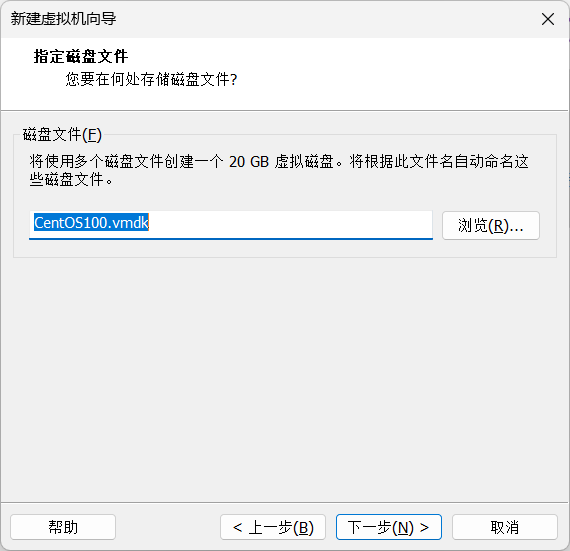 新建虚拟机向导
指定磁盘文件
您要在何处存储磁盘文件?
磁盘文件(F)
将使用多个磁盘文件创建一个 20 GB 虚拟磁盘。将根据此文件名自动命名这
些磁盘文件。
CentOS100.vmdk
浏览(R)...
帮助
< 上一步(B)
下一步(N) >
取消